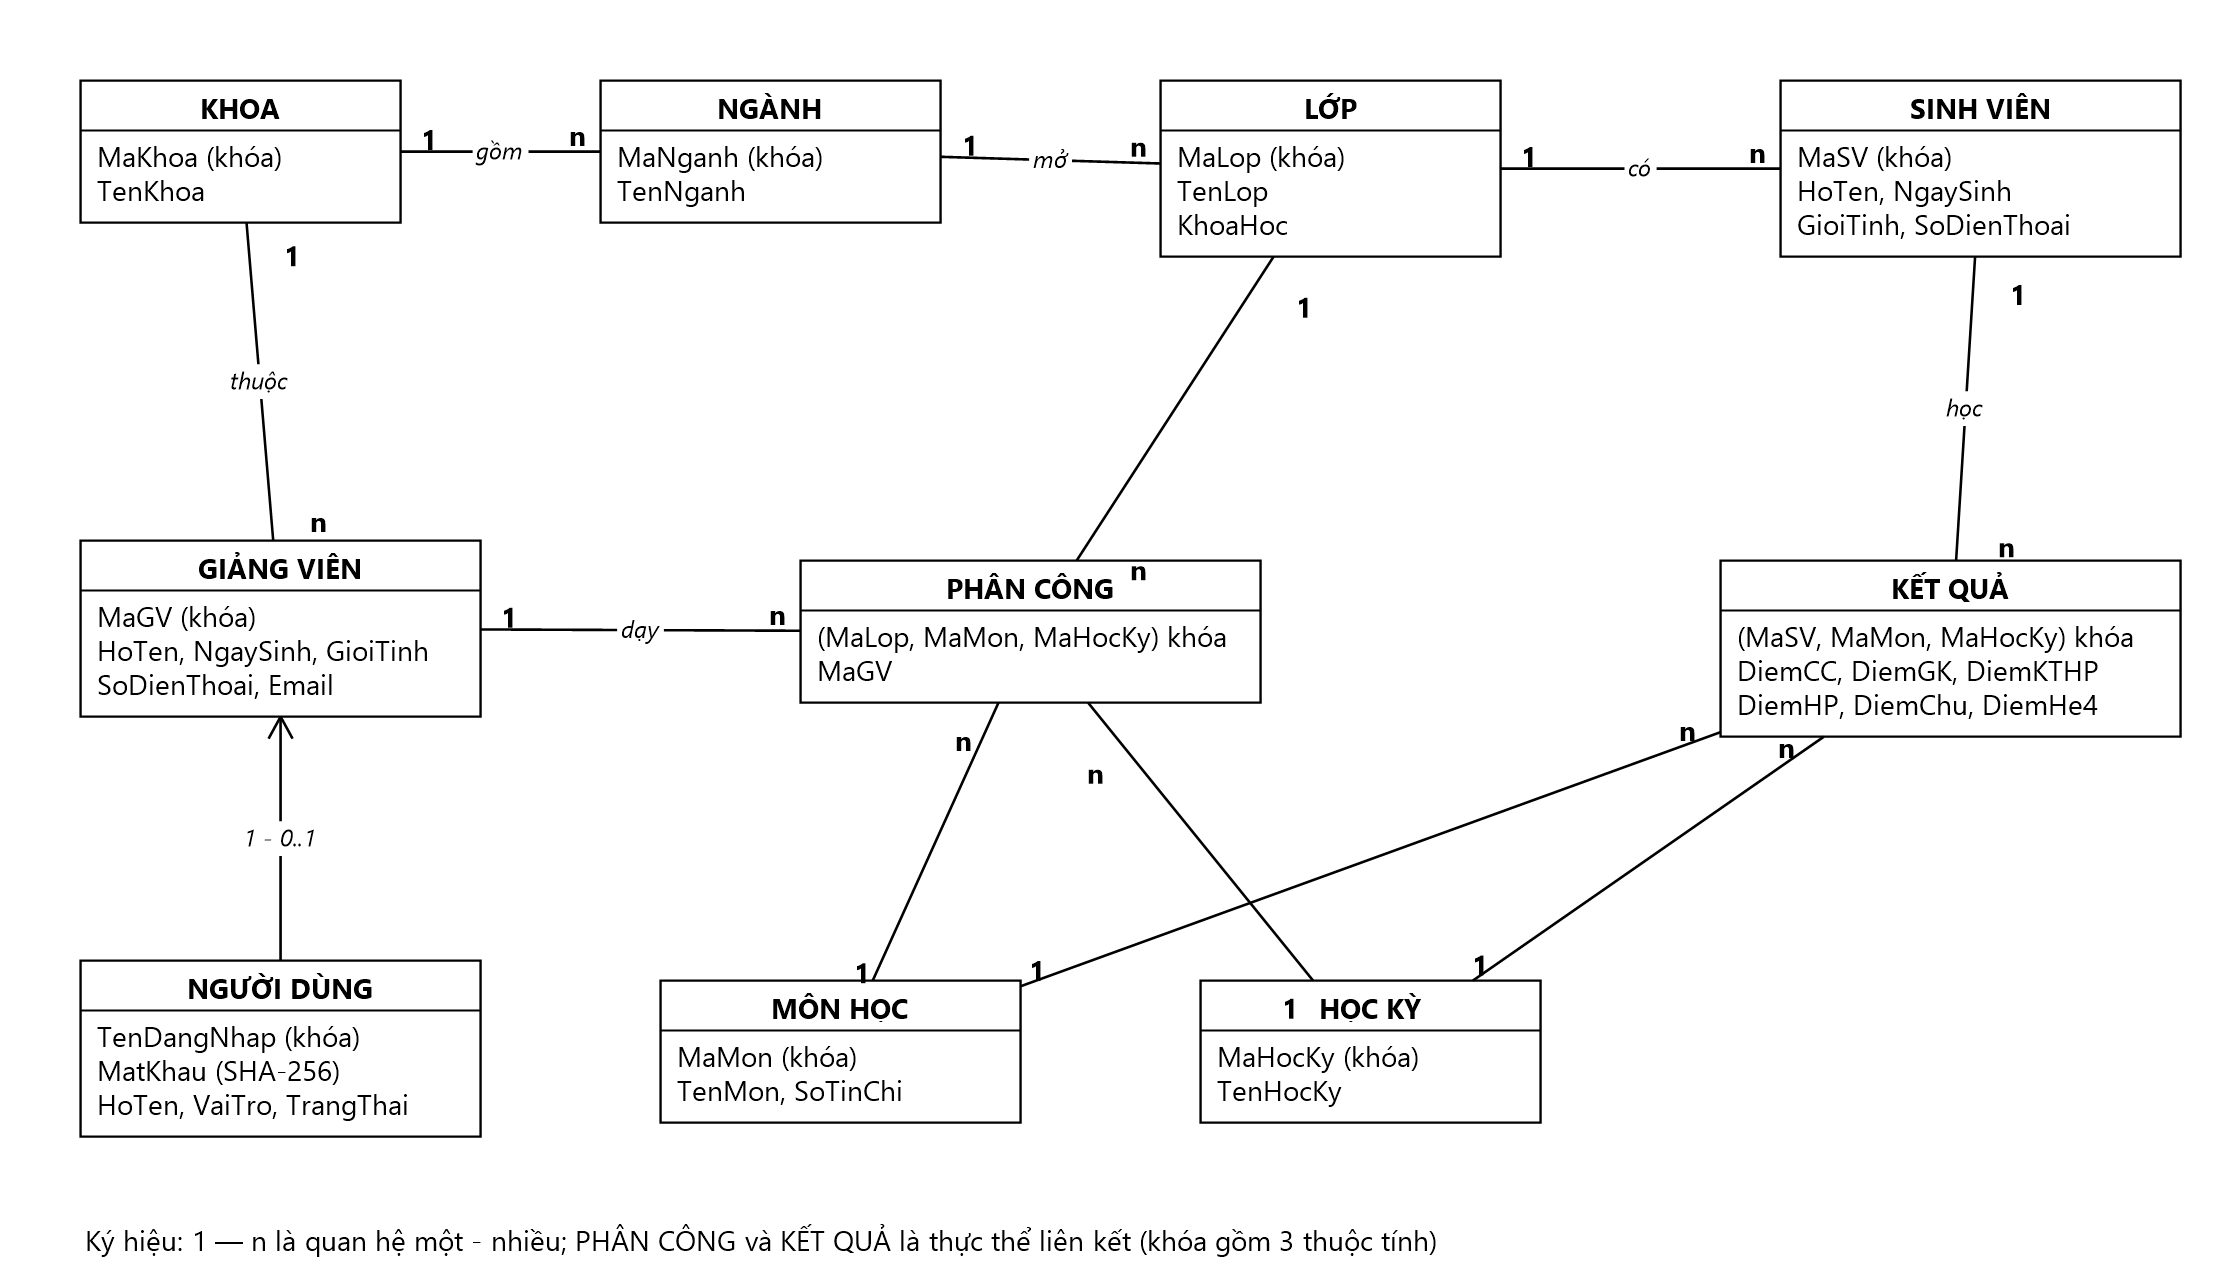 KHOA
MaKhoa (khóa)
TenKhoa
1
gồm
n
NGÀNH
MaNganh (khóa)
TenNganh
1
mở
n
LỚP
MaLop (khóa)
TenLop
KhoaHoc
1
có
n
SINH VIÊN
MaSV (khóa)
HoTen, NgaySinh
GioiTinh, SoDienThoai
1
thuộc
n
1
n
1
học
n
GIẢNG VIÊN
MaGV (khóa)
HoTen, NgaySinh, GioiTinh
SoDienThoai, Email
1
dạy
n
PHÂN CÔNG
(MaLop, MaMon, MaHocKy) khóa
MaGV
KẾT QUẢ
(MaSV, MaMon, MaHocKy) khóa
DiemCC, DiemGK, DiemKTHP
DiemHP, DiemChu, DiemHe4
n
n
n
n
1 - 0..1
1
1
1
NGƯỜI DÙNG
TenDangNhap (khóa)
MatKhau (SHA-256)
HoTen, VaiTro, TrangThai
MÔN HỌC
MaMon (khóa)
TenMon, SoTinChi
1 HỌC KỲ
MaHocKy (khóa)
TenHocKy
Ký hiệu: 1 — n là quan hệ một - nhiều; PHÂN CÔNG và KẾT QUẢ là thực thể liên kết (khóa gồm 3 thuộc tính)